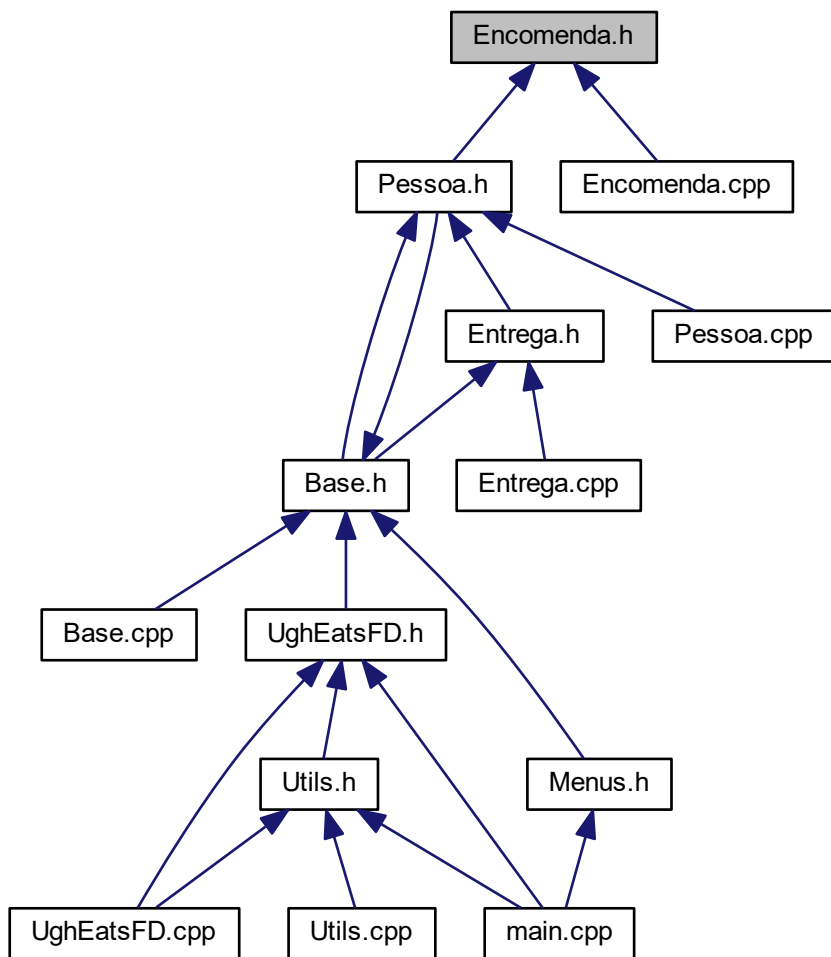 Encomenda.h
Pessoa.h
Encomenda.cpp
Entrega.h
Pessoa.cpp
Base.h
Entrega.cpp
Base.cpp
UghEatsFD.h
Utils.h
Menus.h
UghEatsFD.cpp
Utils.cpp
main.cpp